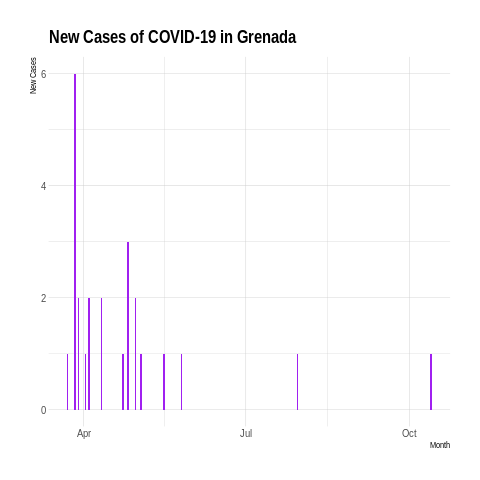 New Cases of COVID-19 in Grenada
New Cases
6
4
2
0
Apr
Jul
Oct
Month